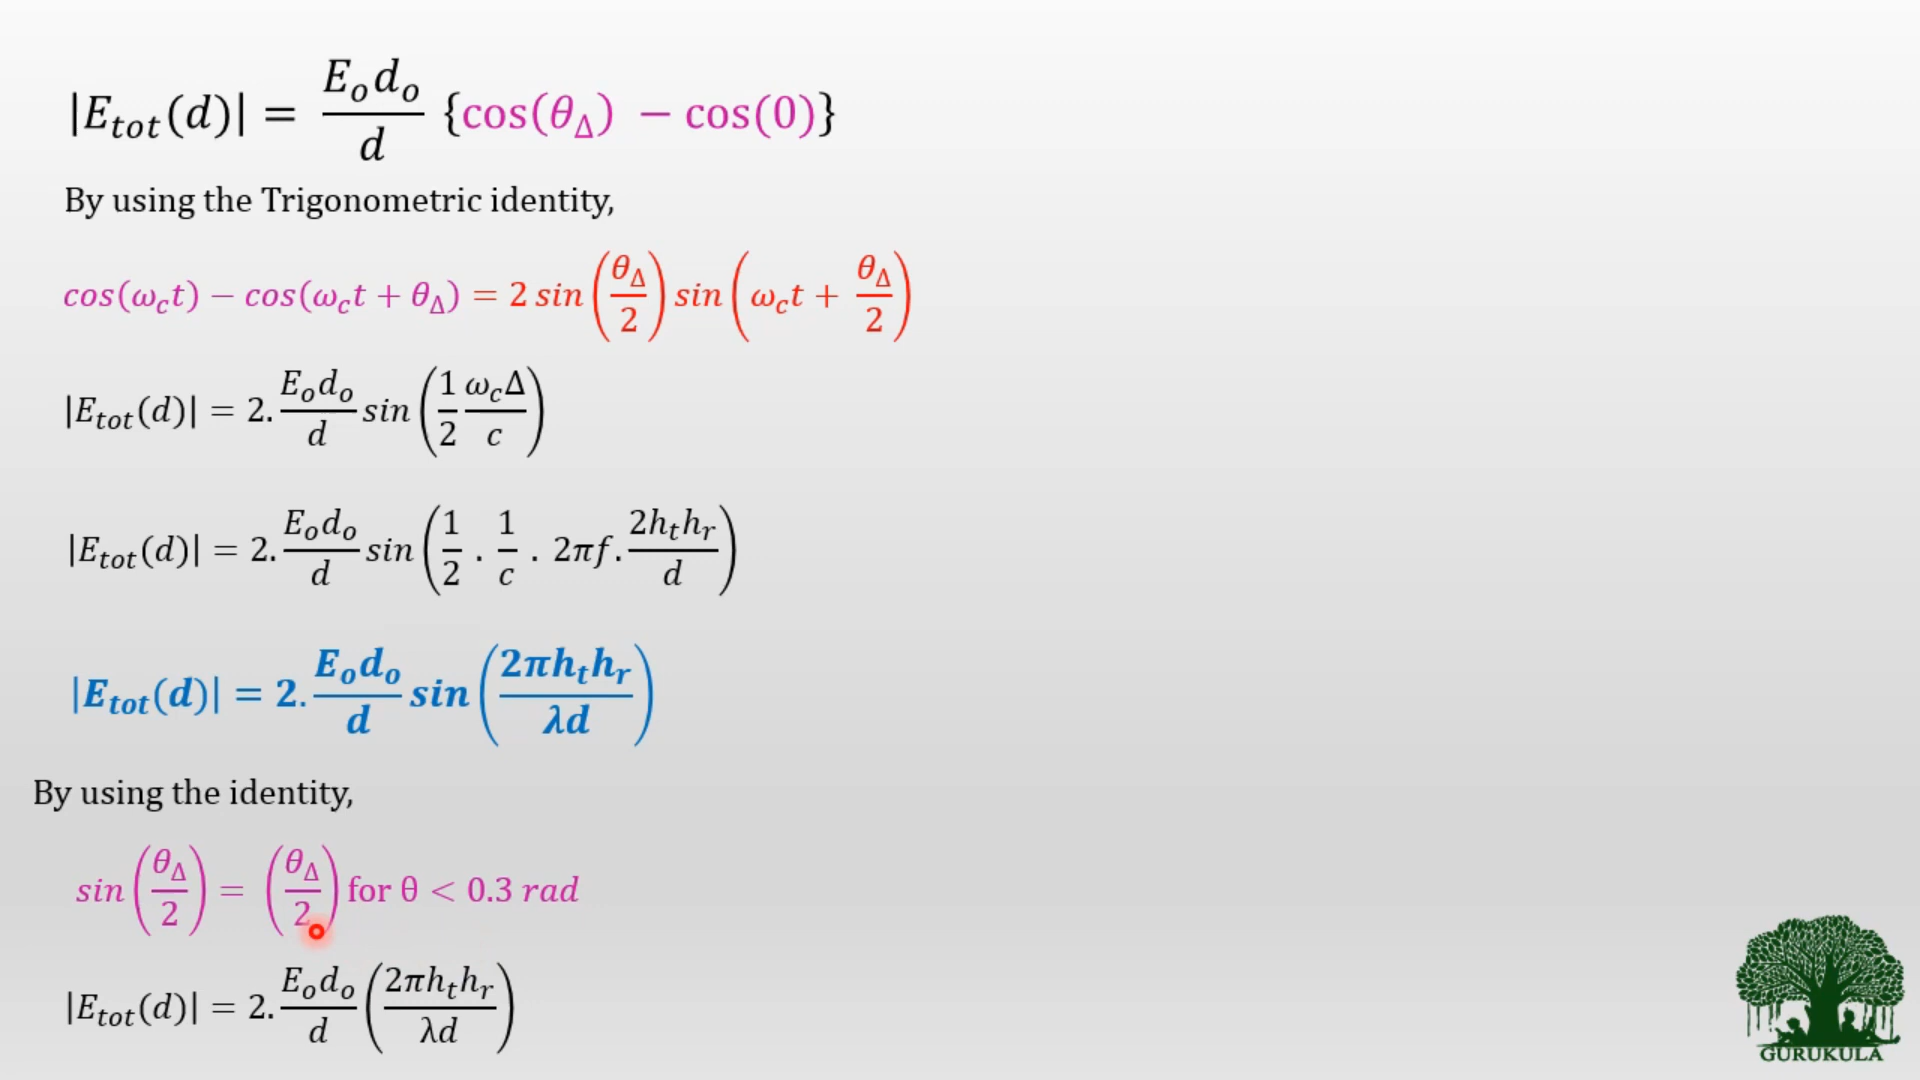 |E_tot(d)| = E_o d_o / d {cos(θ_Δ) − cos(0)}
By using the Trigonometric identity,
cos(ω_c t) − cos(ω_c t + θ_Δ) = 2 sin(θ_Δ/2) sin(ω_c t + θ_Δ/2)
|E_tot(d)| = 2. E_o d_o / d sin(1/2 ω_c Δ / c)
|E_tot(d)| = 2. E_o d_o / d sin(1/2 . 1/c . 2πf. 2h_t h_r / d)
|E_tot(d)| = 2. E_o d_o / d sin(2πh_t h_r / λd)
By using the identity,
sin(θ_Δ/2) = (θ_Δ/2) for θ < 0.3 rad
|E_tot(d)| = 2. E_o d_o / d (2πh_t h_r / λd)
GURUKULA